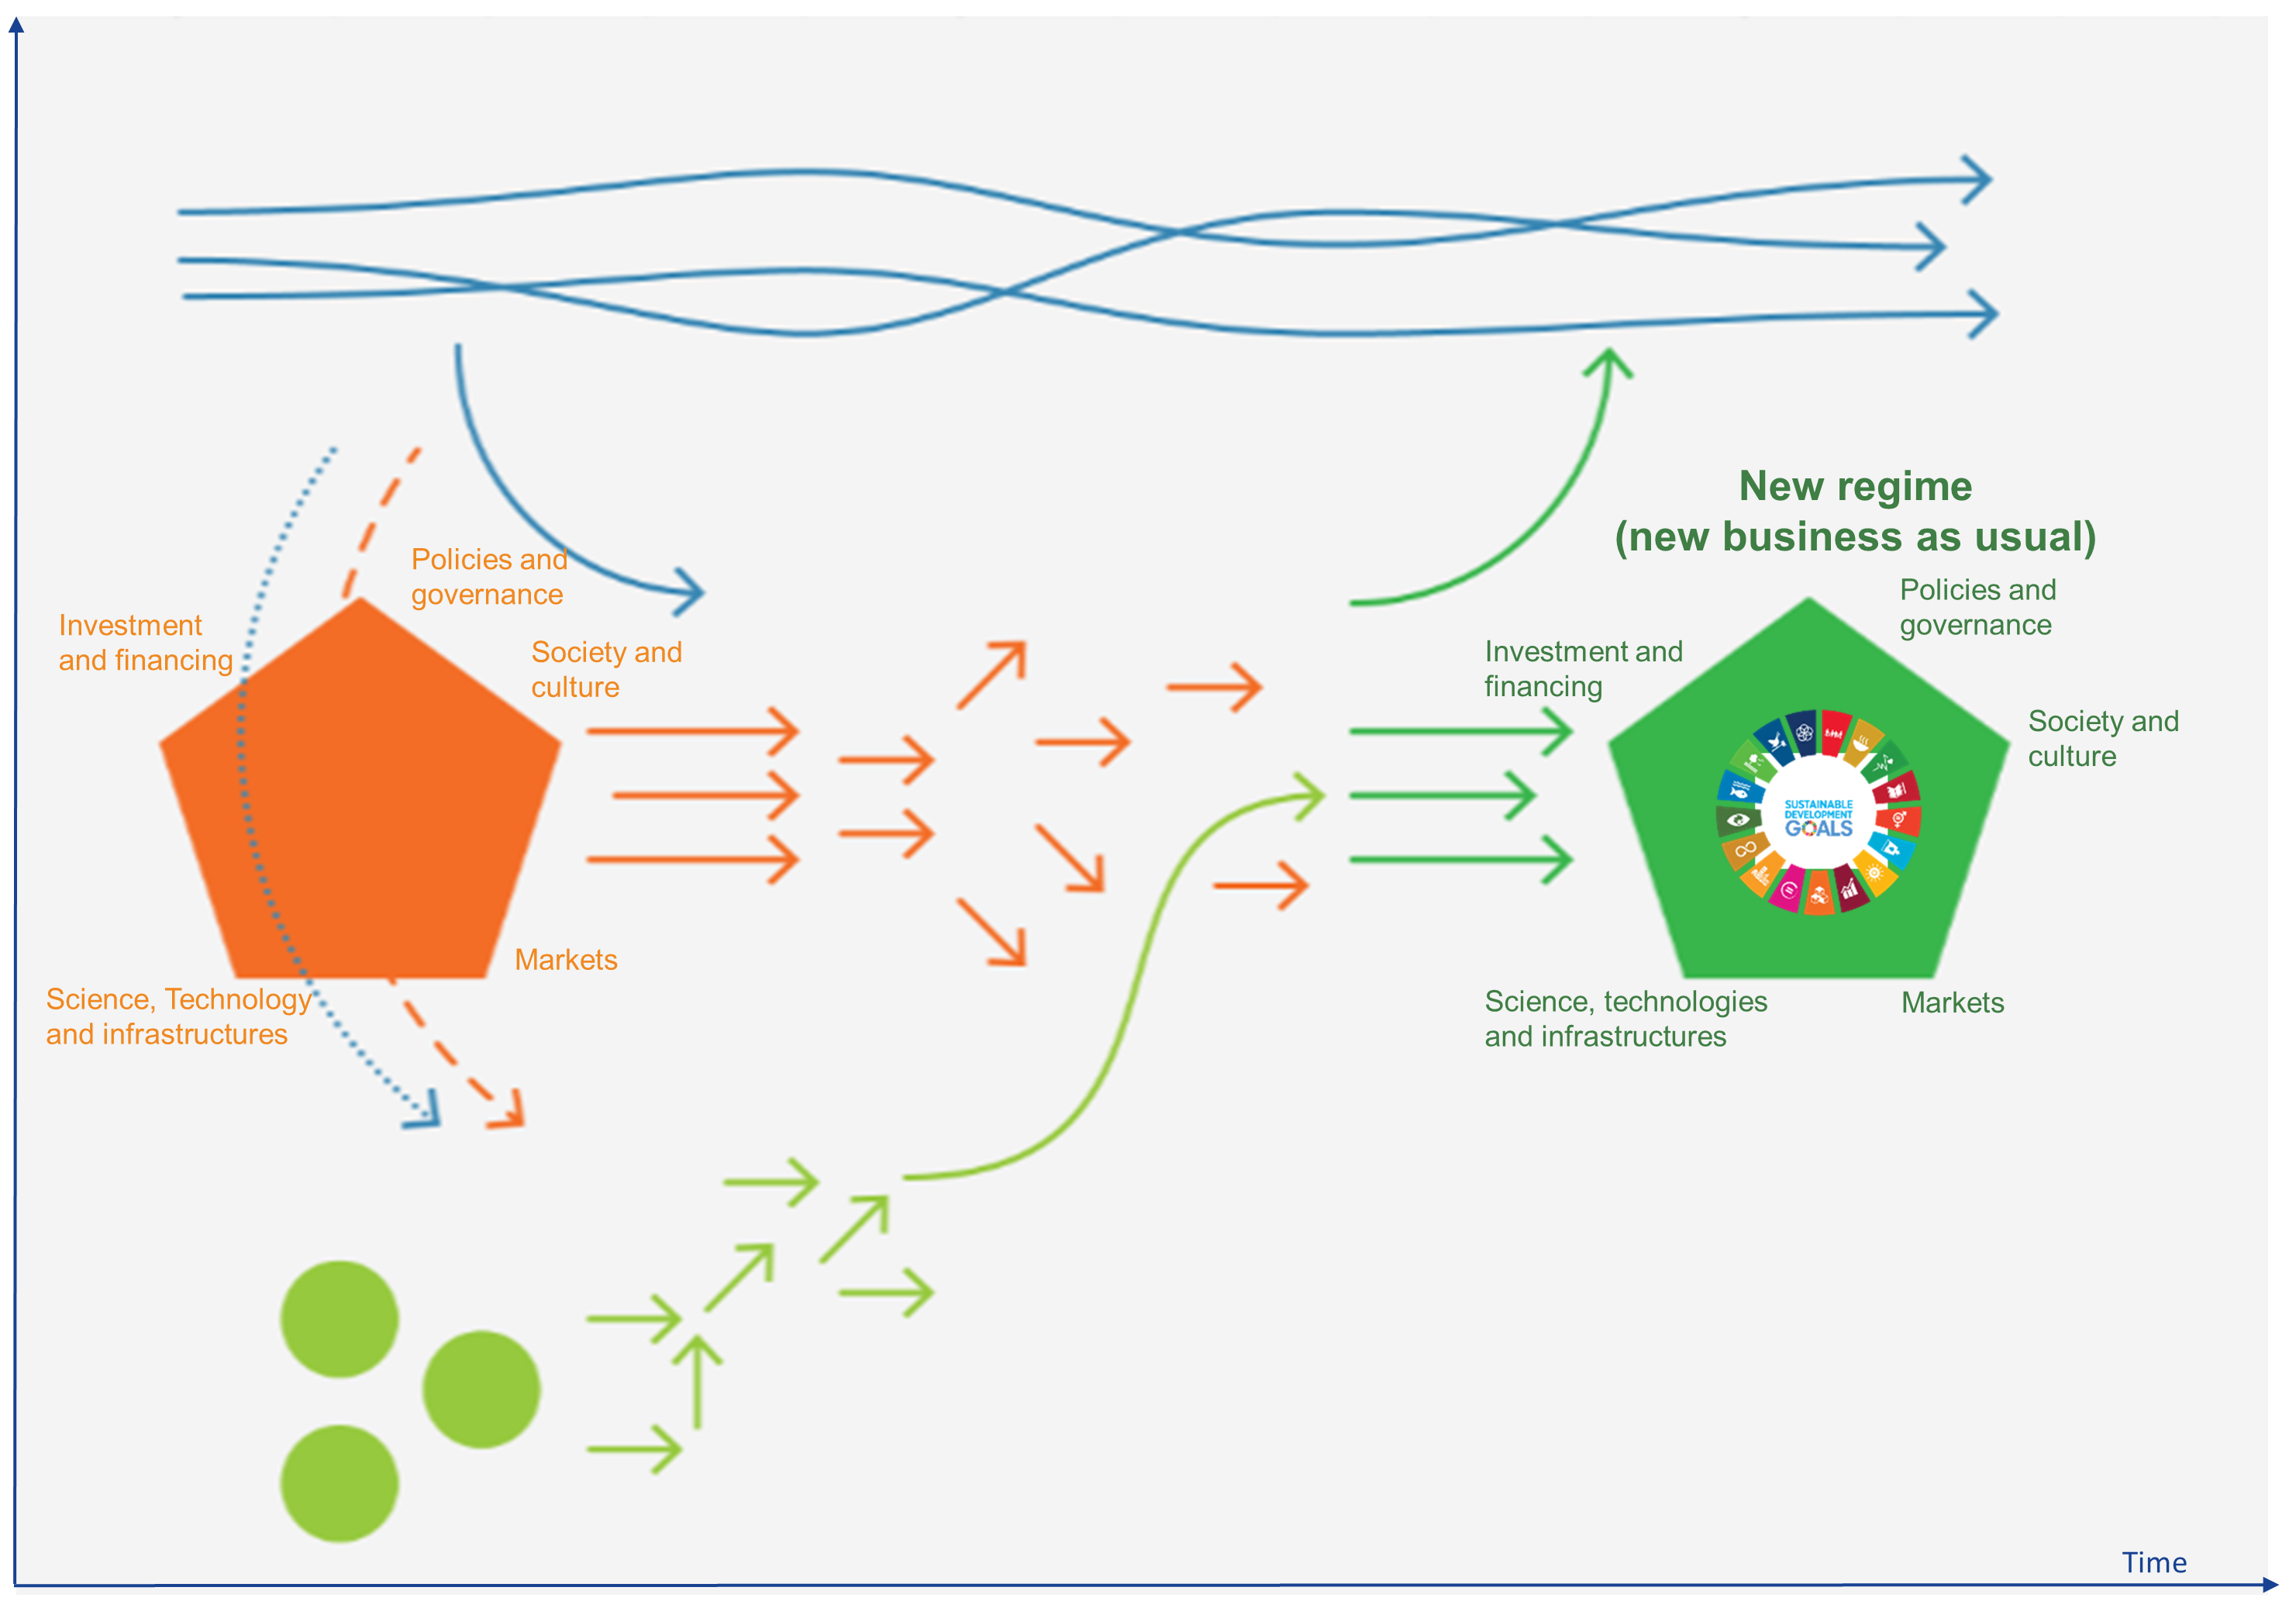 New regime
(new business as usual)
Policies and
governance
Investment
and financing
Society and
culture
Markets
Science, Technology
and infrastructures
Policies and
governance
Investment and
financing
Society and
culture
SUSTAINABLE
DEVELOPMENT
GOALS
Science, technologies
and infrastructures
Markets
Time